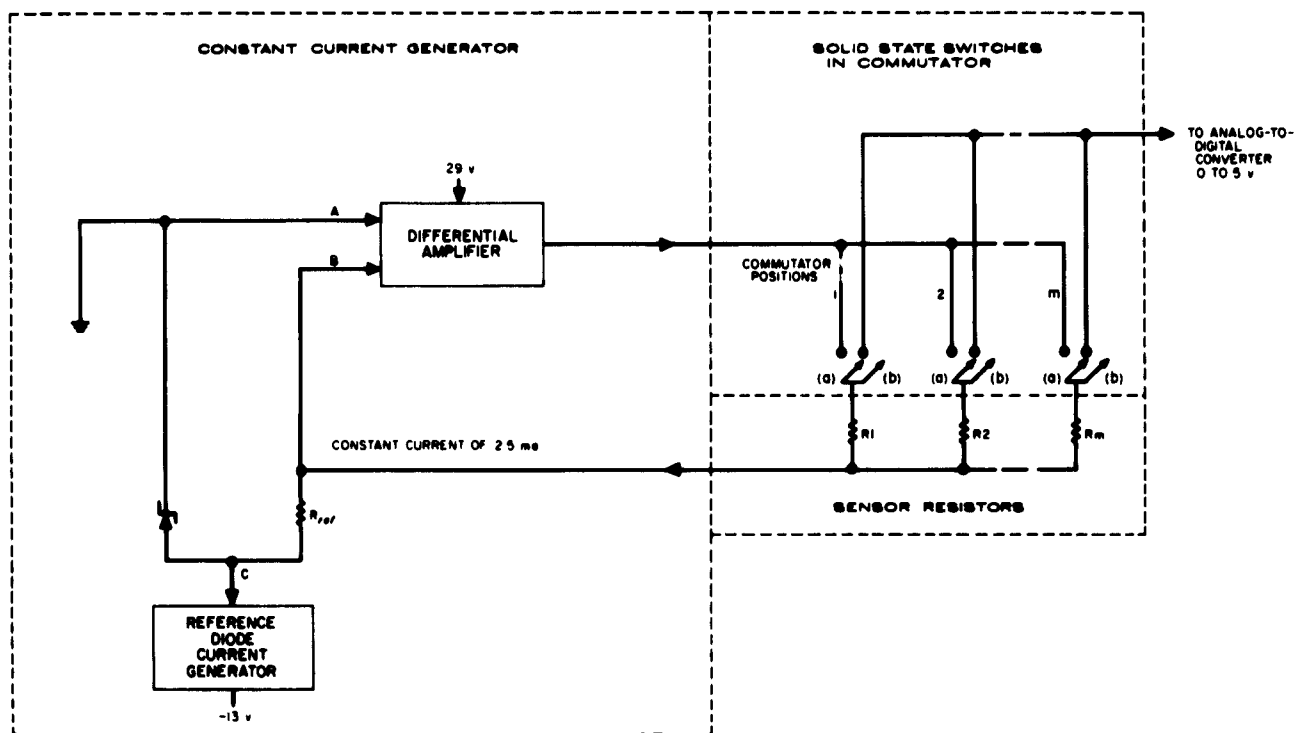 CONSTANT CURRENT GENERATOR
SOLID STATE SWITCHES
IN COMMUTATOR
TO ANALOG-TO-
DIGITAL
CONVERTER
0 TO 5 v
29 v
A
DIFFERENTIAL
AMPLIFIER
B
COMMUTATOR
POSITIONS
1
2
m
(a)
(b)
(a)
(b)
(a)
(b)
R1
R2
Rm
CONSTANT CURRENT OF 2.5 ma
Rref
SENSOR RESISTORS
C
REFERENCE
DIODE
CURRENT
GENERATOR
-13 v